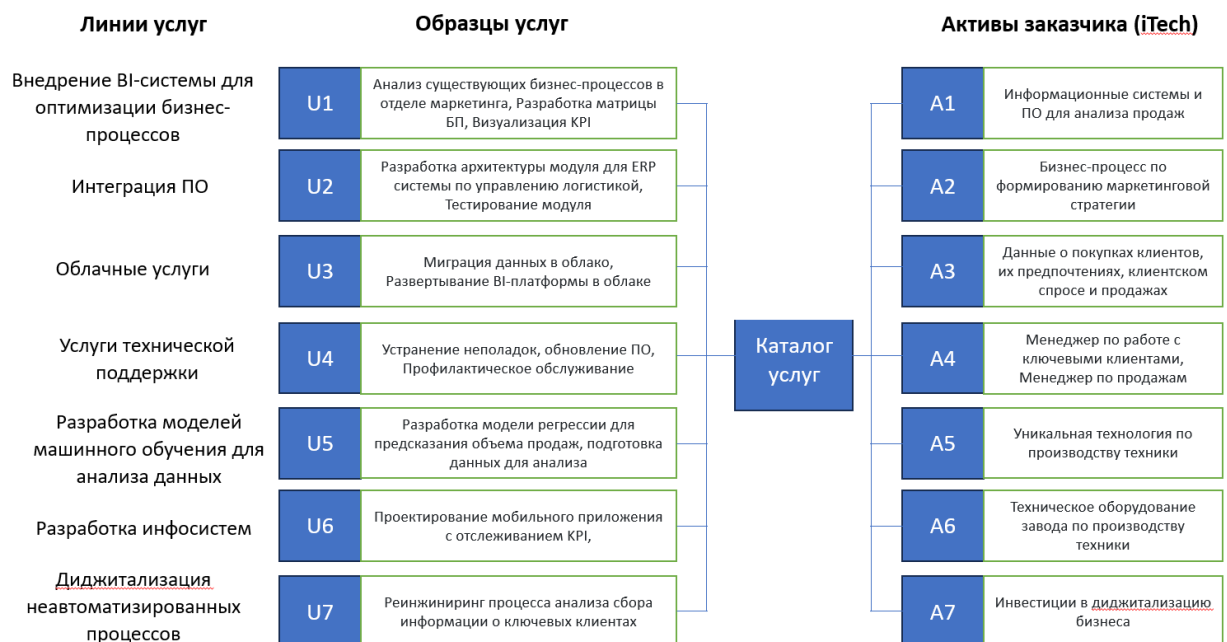 Линии услуг
Образцы услуг
Активы заказчика (iTech)
Внедрение BI-системы для
оптимизации бизнес-
процессов
U1
Анализ существующих бизнес-процессов в
отделе маркетинга, Разработка матрицы
БП, Визуализация KPI
A1
Информационные системы и
ПО для анализа продаж
Интеграция ПО
U2
Разработка архитектуры модуля для ERP
системы по управлению логистикой,
Тестирование модуля
A2
Бизнес-процесс по
формированию маркетинговой
стратегии
Облачные услуги
U3
Миграция данных в облако,
Развертывание BI-платформы в облаке
A3
Данные о покупках клиентов,
их предпочтениях, клиентском
спросе и продажах
Услуги технической
поддержки
U4
Устранение неполадок, обновление ПО,
Профилактическое обслуживание
Каталог
услуг
A4
Менеджер по работе с
ключевыми клиентами,
Менеджер по продажам
Разработка моделей
машинного обучения для
анализа данных
U5
Разработка модели регрессии для
предсказания объема продаж, подготовка
данных для анализа
A5
Уникальная технология по
производству техники
Разработка инфосистем
U6
Проектирование мобильного приложения
с отслеживанием KPI,
A6
Техническое оборудование
завода по производству
техники
Диджитализация
неавтоматизированных
процессов
U7
Реинжиниринг процесса анализа сбора
информации о ключевых клиентах
A7
Инвестиции в диджитализацию
бизнеса